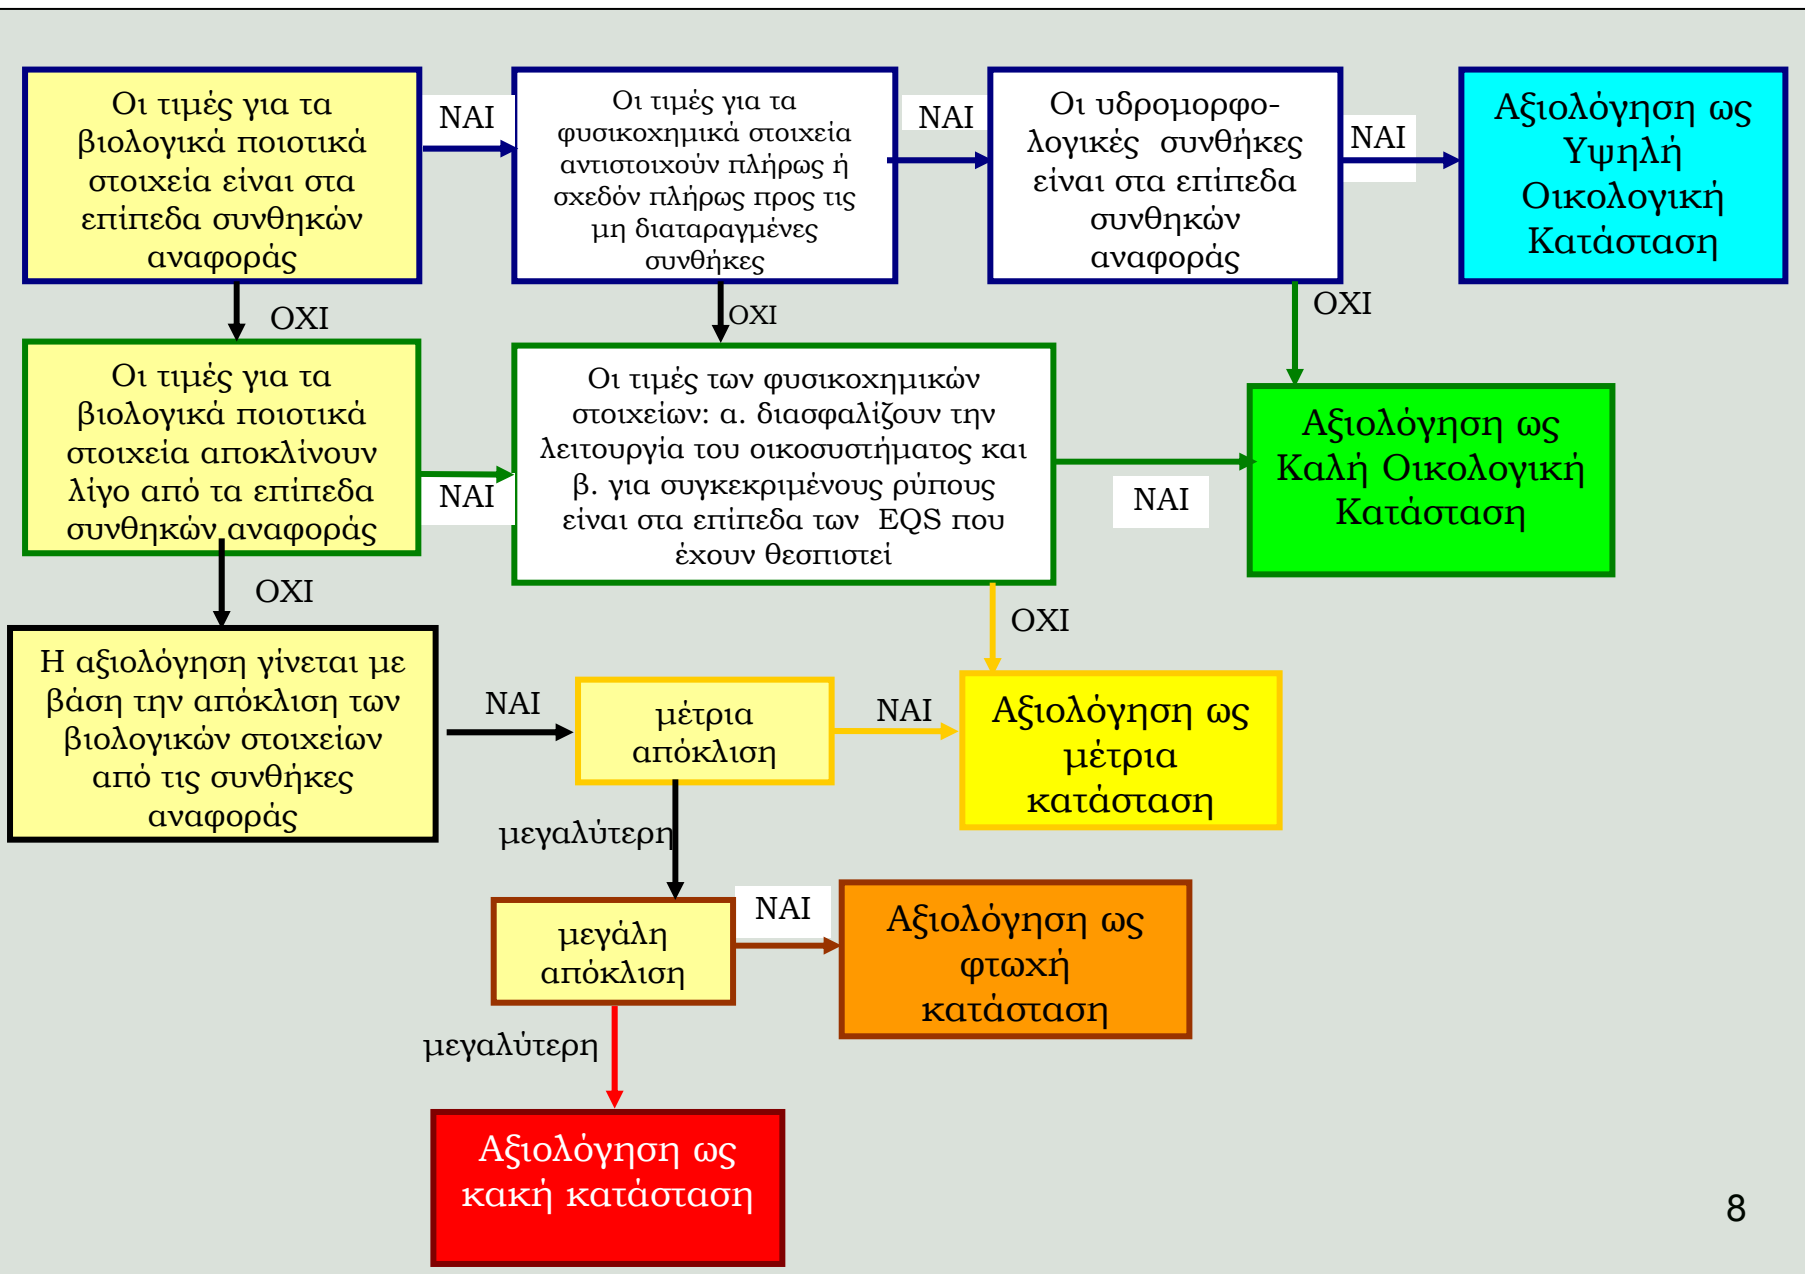 Οι τιμές για τα
βιολογικά ποιοτικά
στοιχεία είναι στα
επίπεδα συνθηκών
αναφοράς
ΝΑΙ
Οι τιμές για τα
φυσικοχημικά στοιχεία
αντιστοιχούν πλήρως ή
σχεδόν πλήρως προς τις
μη διαταραγμένες
συνθήκες
ΝΑΙ
Οι υδρομορφο-
λογικές συνθήκες
είναι στα επίπεδα
συνθηκών
αναφοράς
ΝΑΙ
Αξιολόγηση ως
Υψηλή
Οικολογική
Κατάσταση
ΟΧΙ
ΟΧΙ
ΟΧΙ
Οι τιμές για τα
βιολογικά ποιοτικά
στοιχεία αποκλίνουν
λίγο από τα επίπεδα
συνθηκών αναφοράς
ΝΑΙ
Οι τιμές των φυσικοχημικών
στοιχείων: α. διασφαλίζουν την
λειτουργία του οικοσυστήματος και
β. για συγκεκριμένους ρύπους
είναι στα επίπεδα των EQS που
έχουν θεσπιστεί
ΝΑΙ
Αξιολόγηση ως
Καλή Οικολογική
Κατάσταση
ΟΧΙ
ΟΧΙ
Η αξιολόγηση γίνεται με
βάση την απόκλιση των
βιολογικών στοιχείων
από τις συνθήκες
αναφοράς
ΝΑΙ
μέτρια
απόκλιση
ΝΑΙ
Αξιολόγηση ως
μέτρια
κατάσταση
μεγαλύτερη
μεγάλη
απόκλιση
ΝΑΙ
Αξιολόγηση ως
φτωχή
κατάσταση
μεγαλύτερη
Αξιολόγηση ως
κακή κατάσταση
8